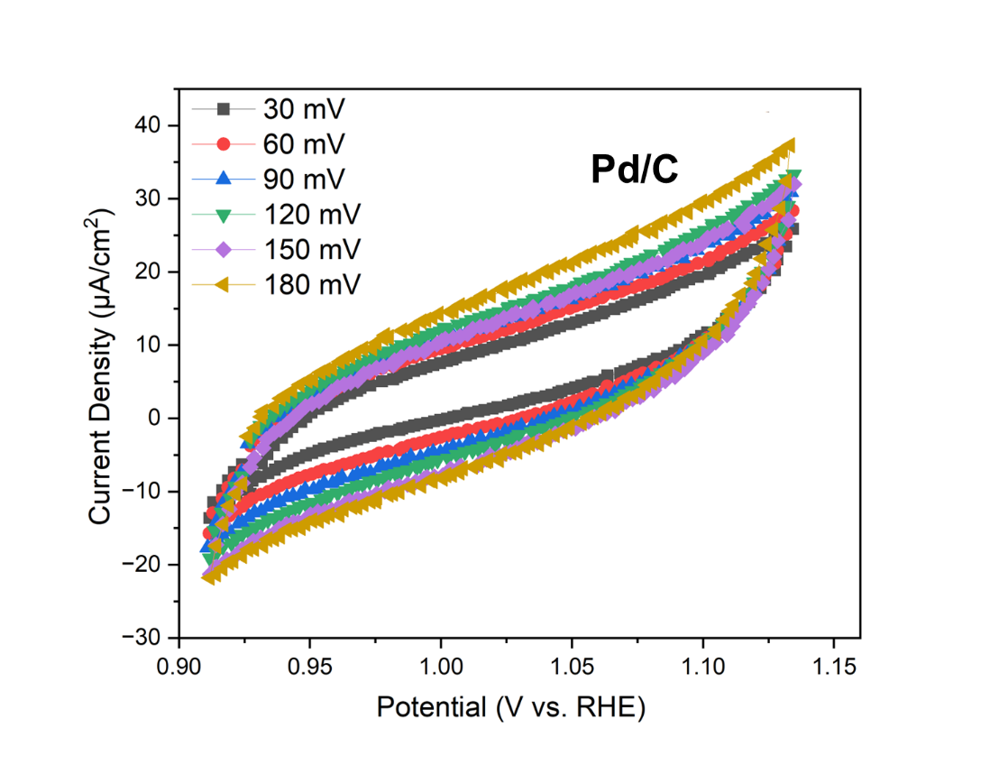 30 mV
60 mV
90 mV
120 mV
150 mV
180 mV
Pd/C
40
30
20
10
0
−10
−20
−30
Current Density (μA/cm²)
0.90 0.95 1.00 1.05 1.10 1.15
Potential (V vs. RHE)